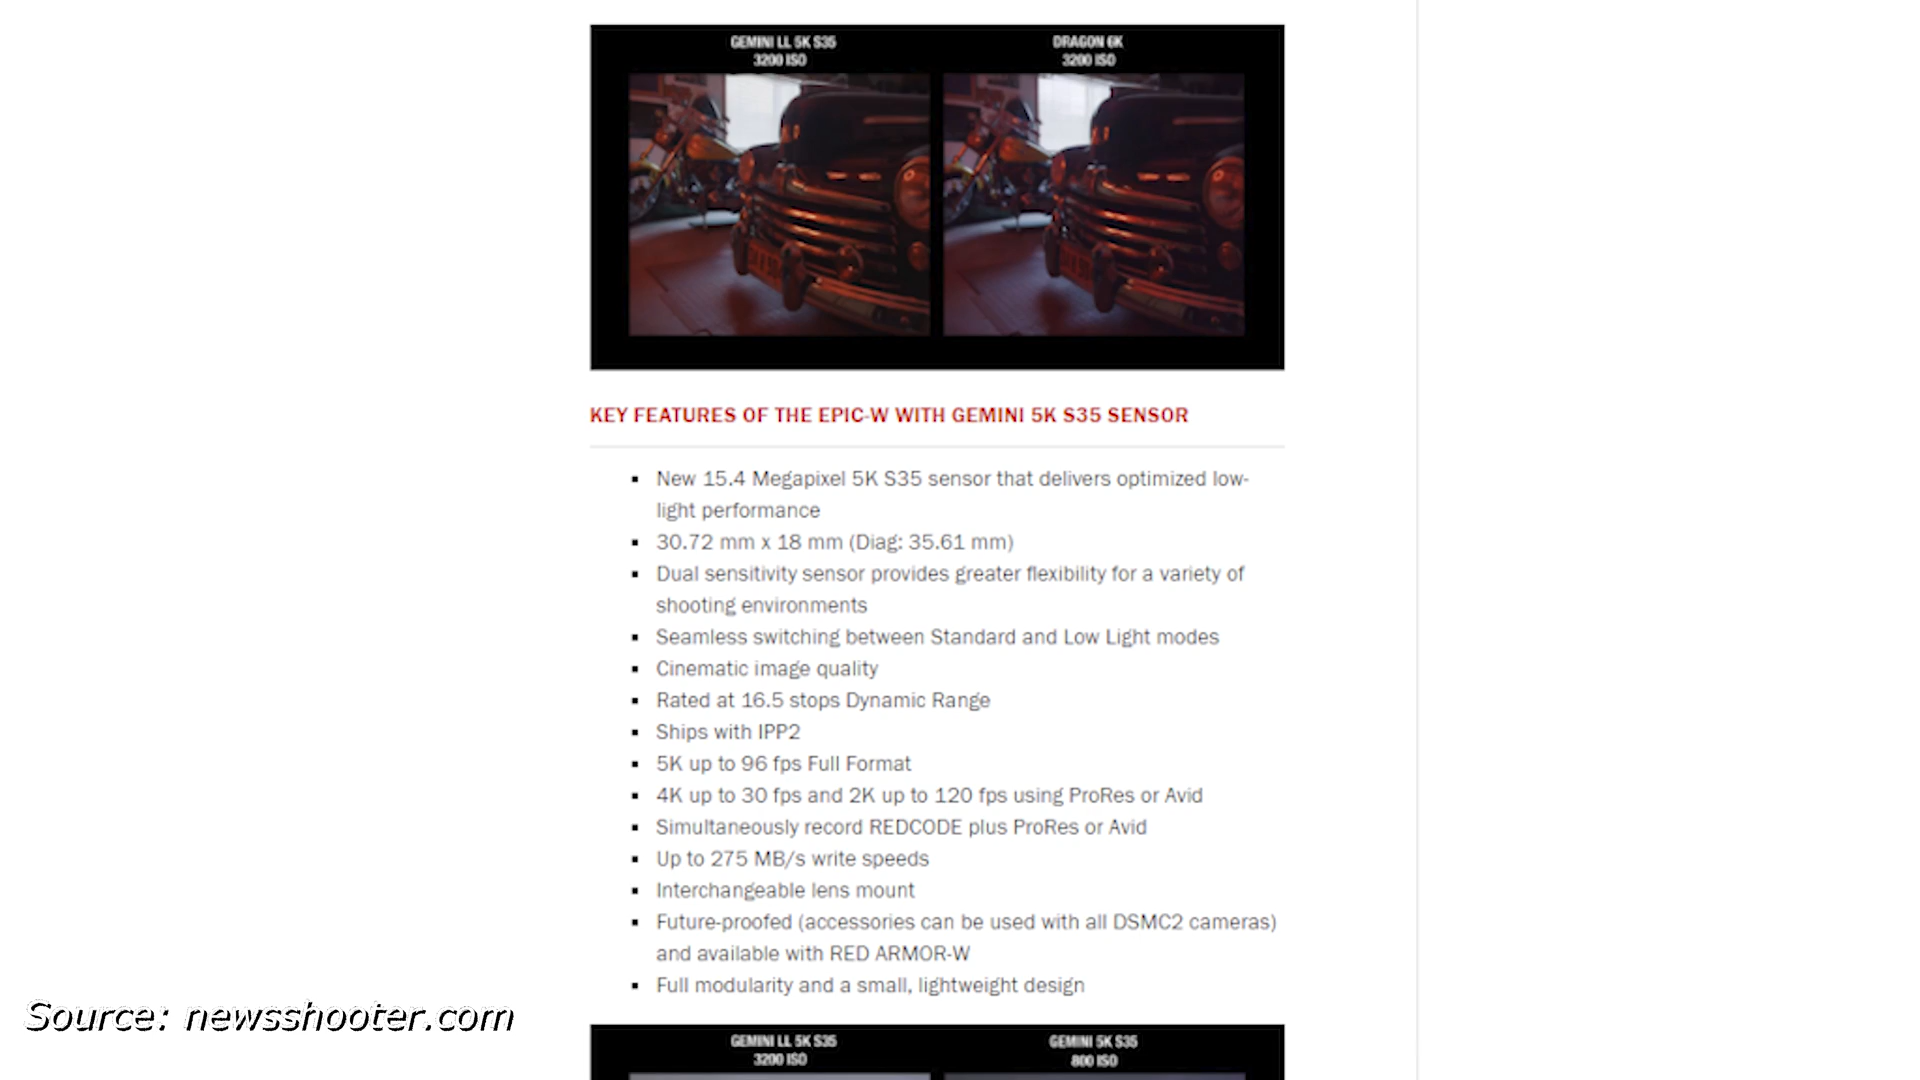 GEMINI LL 5K S35
3200 ISO
DRAGON 6K
3200 ISO
KEY FEATURES OF THE EPIC-W WITH GEMINI 5K S35 SENSOR
New 15.4 Megapixel 5K S35 sensor that delivers optimized low-
light performance
30.72 mm x 18 mm (Diag: 35.61 mm)
Dual sensitivity sensor provides greater flexibility for a variety of
shooting environments
Seamless switching between Standard and Low Light modes
Cinematic image quality
Rated at 16.5 stops Dynamic Range
Ships with IPP2
5K up to 96 fps Full Format
4K up to 30 fps and 2K up to 120 fps using ProRes or Avid
Simultaneously record REDCODE plus ProRes or Avid
Up to 275 MB/s write speeds
Interchangeable lens mount
Future-proofed (accessories can be used with all DSMC2 cameras)
and available with RED ARMOR-W
Full modularity and a small, lightweight design
Source: newsshooter.com
GEMINI LL 5K S35
3200 ISO
GEMINI 5K S35
800 ISO